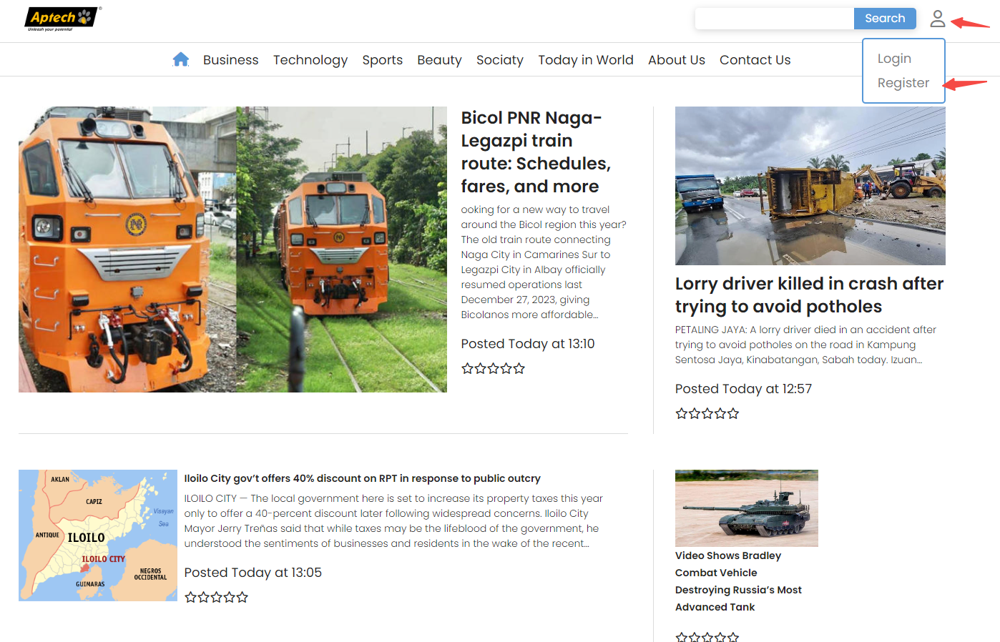 Aptech
®
Unleash your potential
Search
Login
Register
Business Technology Sports Beauty Sociaty Today in World About Us Contact Us
Bicol PNR Naga-
Legazpi train
route: Schedules,
fares, and more
ooking for a new way to travel
around the Bicol region this year?
The old train route connecting
Naga City in Camarines Sur to
Legazpi City in Albay officially
resumed operations last
December 27, 2023, giving
Bicolanos more affordable...
Posted Today at 13:10
Lorry driver killed in crash after
trying to avoid potholes
PETALING JAYA: A lorry driver died in an accident after
trying to avoid potholes on the road in Kampung
Sentosa Jaya, Kinabatangan, Sabah today. Izuan...
Posted Today at 12:57
AKLAN
CAPIZ
Visayan
Sea
ANTIQUE
ILOILO
ILOILO CITY
NEGROS
OCCIDENTAL
GUIMARAS
Iloilo City gov’t offers 40% discount on RPT in response to public outcry
ILOILO CITY — The local government here is set to increase its property taxes this year
only to offer a 40-percent discount later following widespread concerns. Iloilo City
Mayor Jerry Treñas said that while taxes may be the lifeblood of the government, he
understood the sentiments of businesses and residents in the wake of the recent...
Posted Today at 13:05
Video Shows Bradley
Combat Vehicle
Destroying Russia’s Most
Advanced Tank